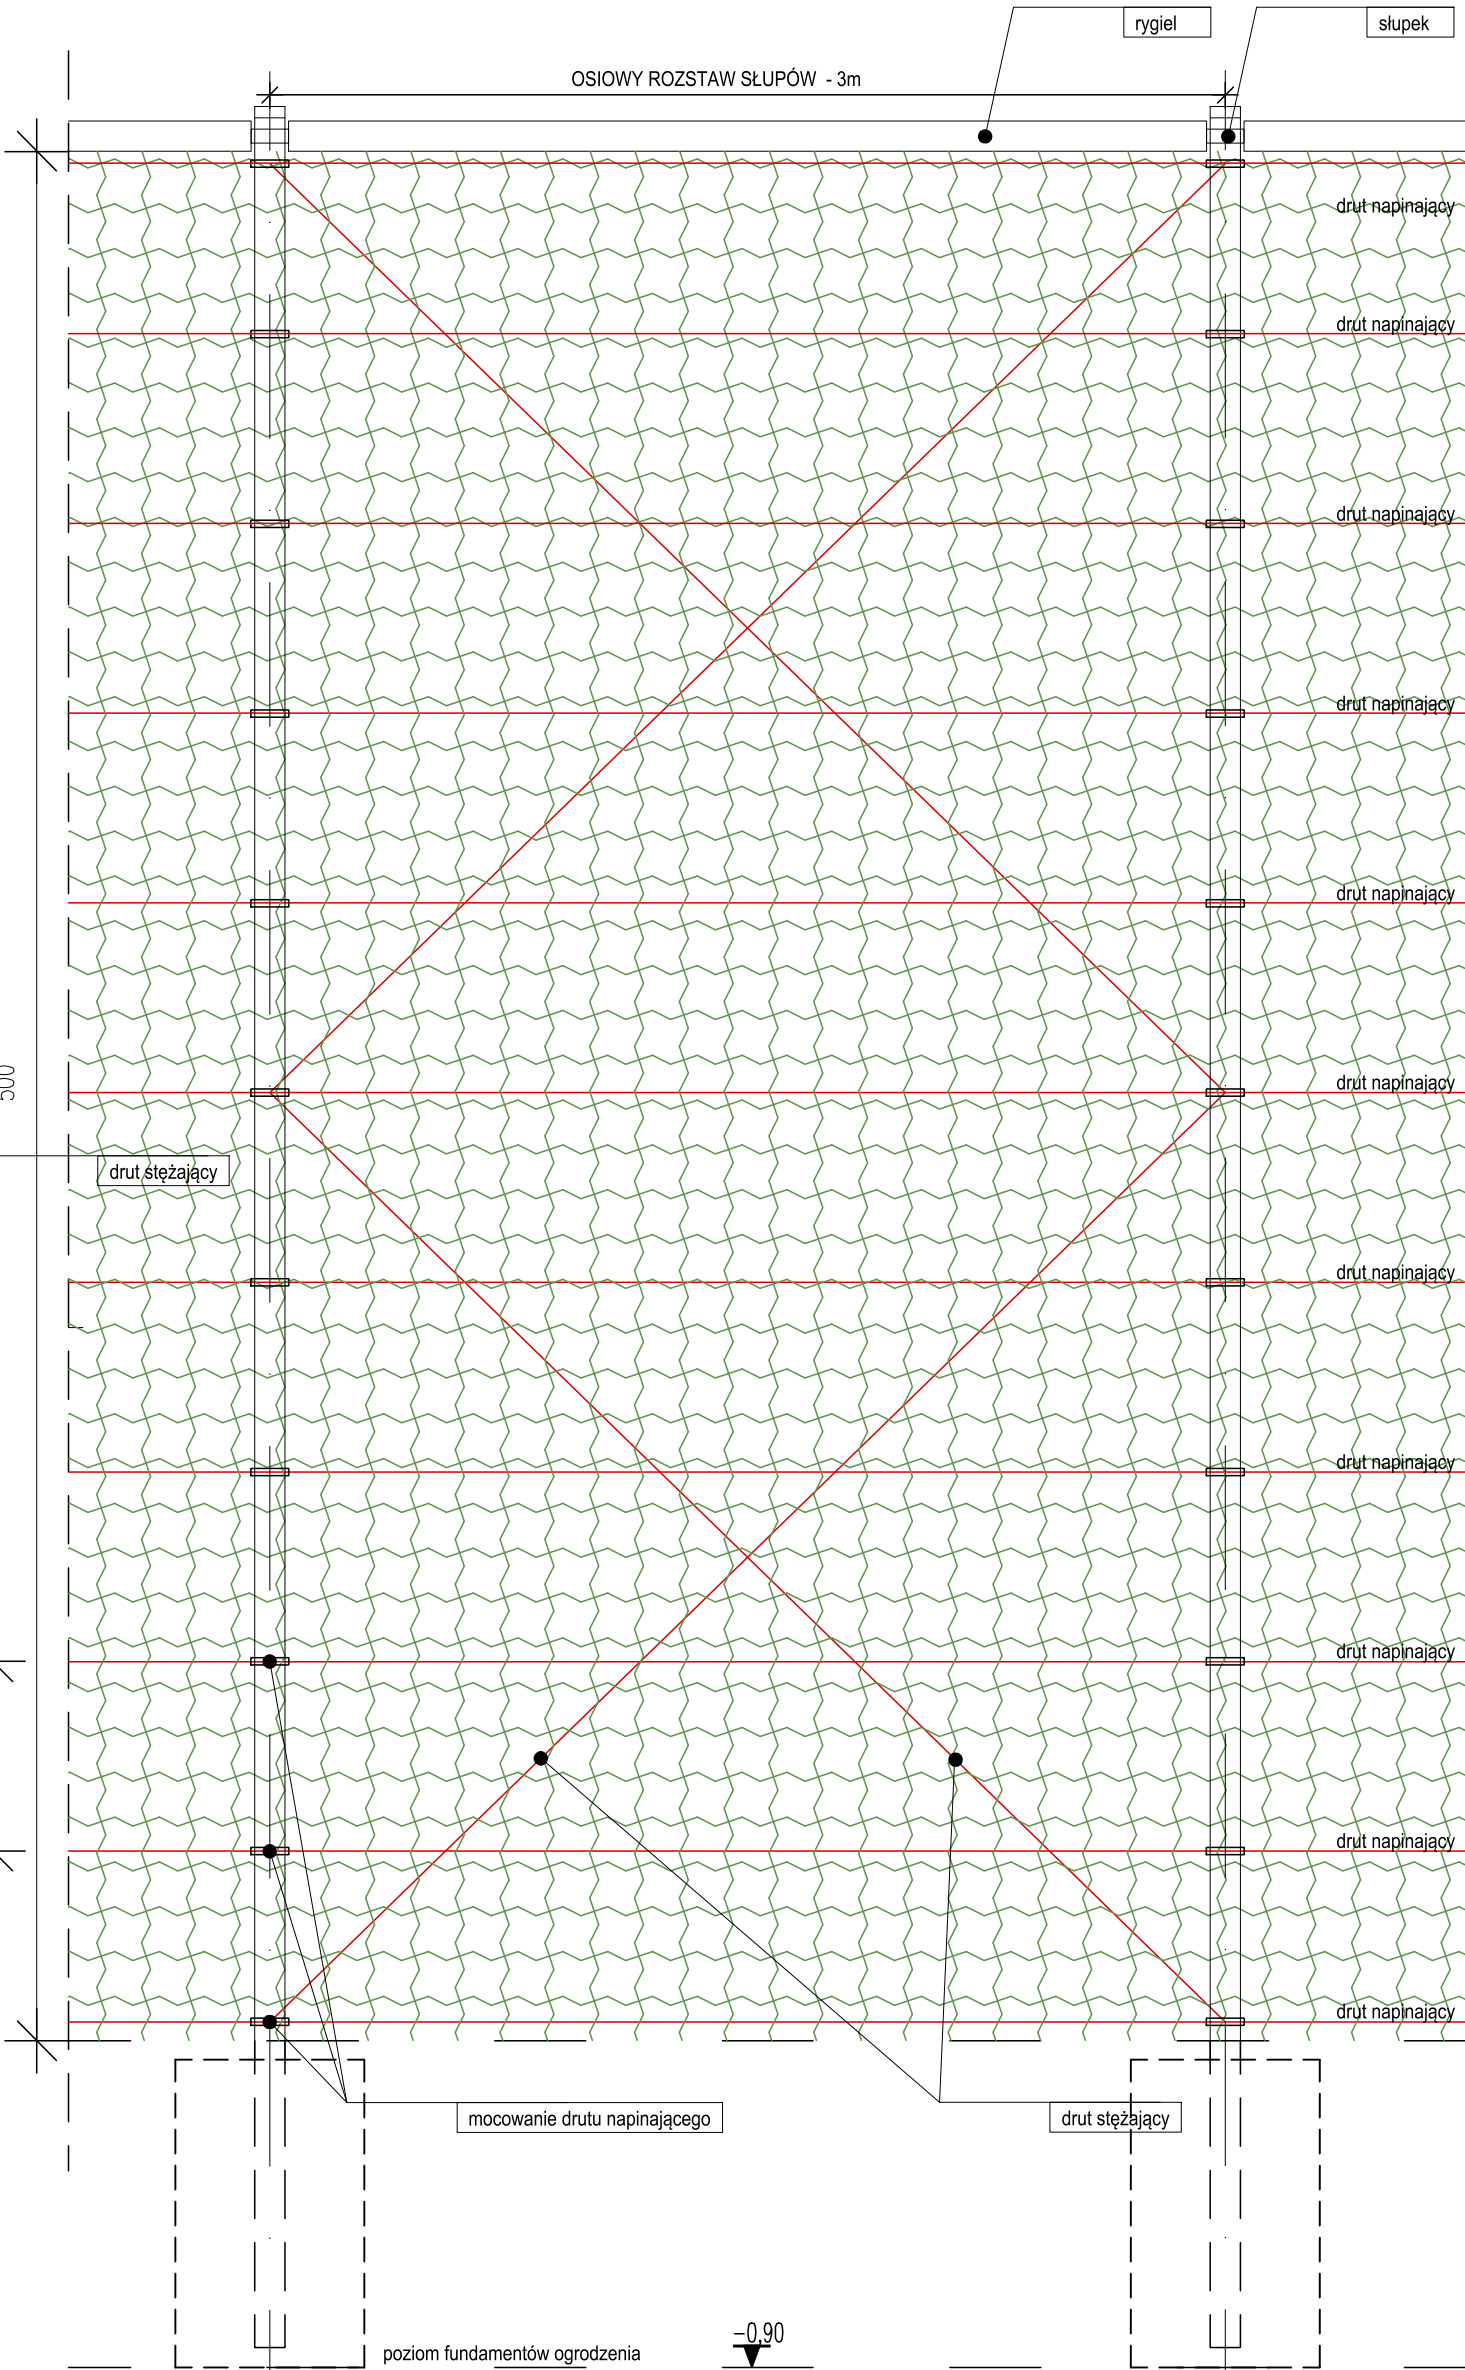 rygiel
słupek
OSIOWY ROZSTAW SŁUPÓW - 3m
drut napinający
drut napinający
drut napinający
drut napinający
drut napinający
500
drut napinający
drut stężający
drut napinający
drut napinający
drut napinający
drut napinający
drut napinający
mocowanie drutu napinającego
drut stężający
-0,90
poziom fundamentów ogrodzenia